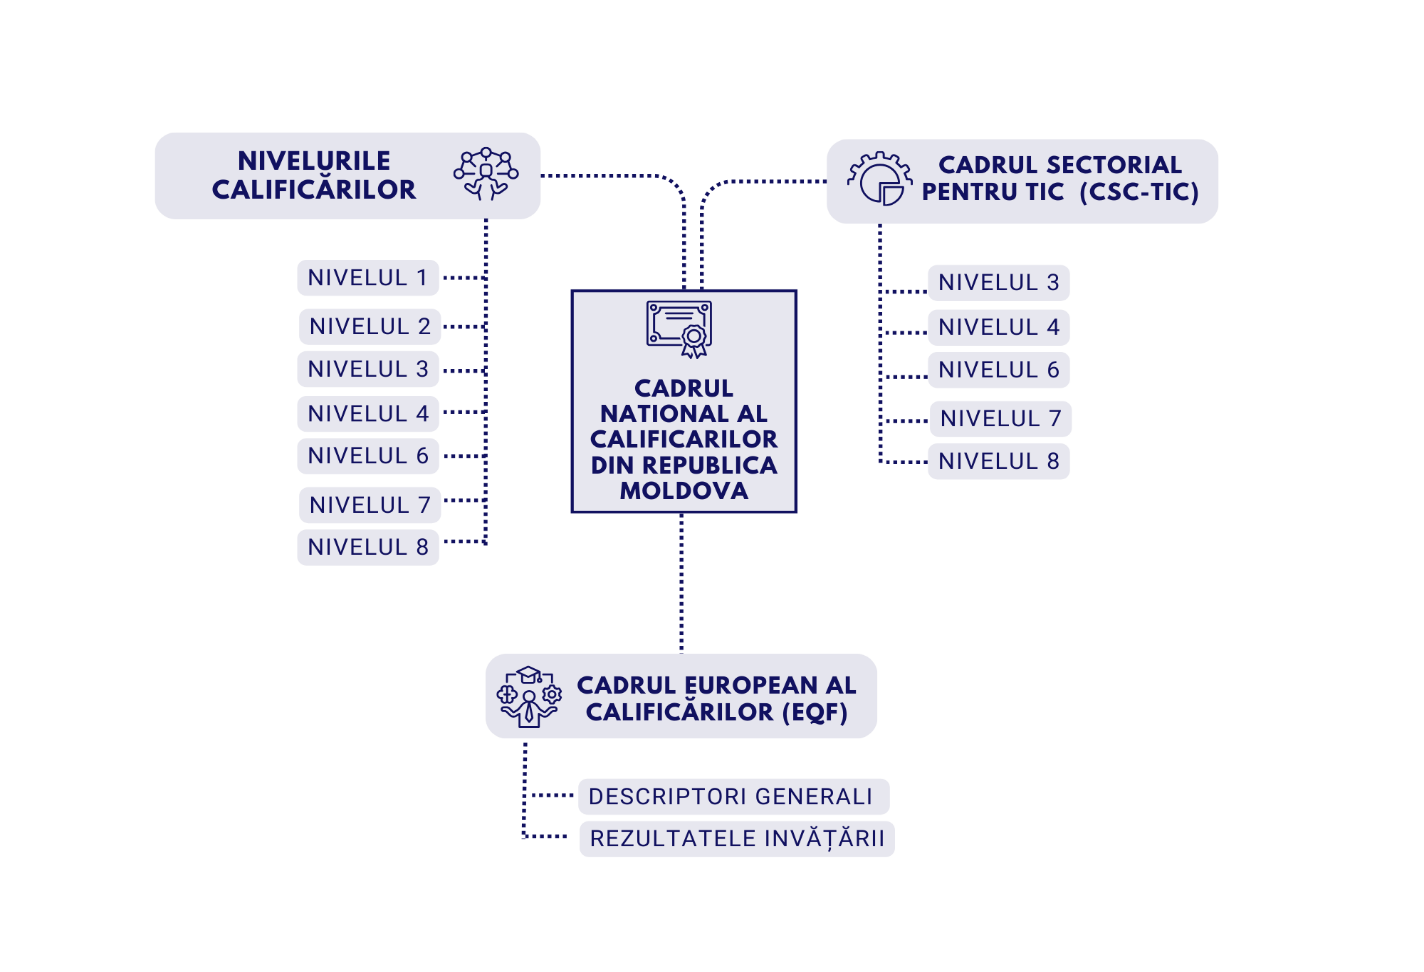 NIVELURILE
CALIFICĂRILOR
NIVELUL 1
NIVELUL 2
NIVELUL 3
NIVELUL 4
NIVELUL 6
NIVELUL 7
NIVELUL 8
CADRUL
NATIONAL AL
CALIFICARILOR
DIN REPUBLICA
MOLDOVA
CADRUL SECTORIAL
PENTRU TIC (CSC-TIC)
NIVELUL 3
NIVELUL 4
NIVELUL 6
NIVELUL 7
NIVELUL 8
CADRUL EUROPEAN AL
CALIFICĂRILOR (EQF)
DESCRIPTORI GENERALI
REZULTATELE INVĂȚĂRII